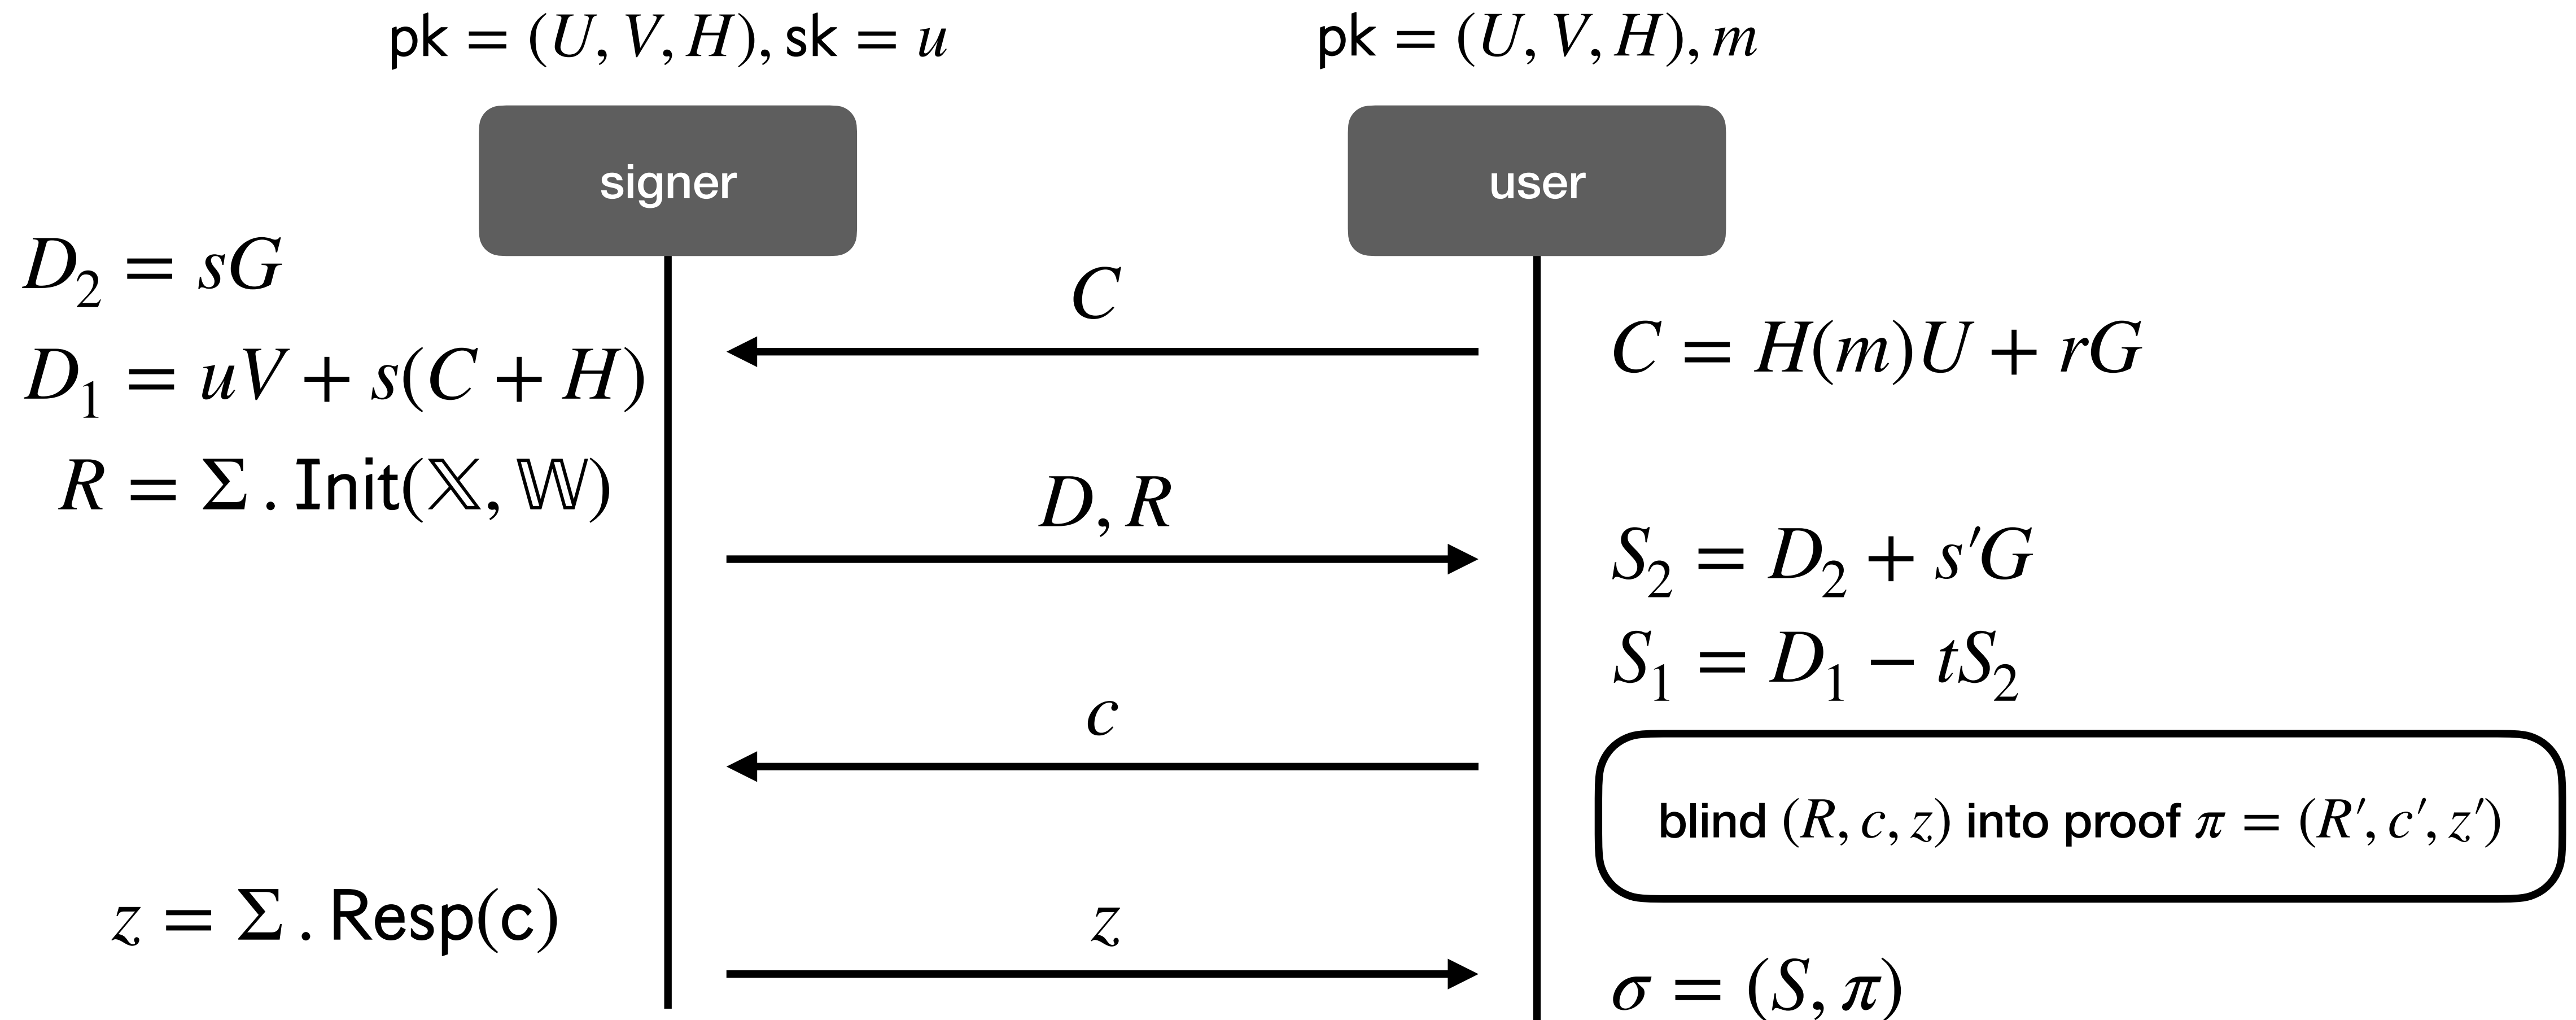 pk = (U, V, H), sk = u
pk = (U, V, H), m
signer
user
D₂ = sG
C
C = H(m)U + rG
D₁ = uV + s(C + H)
R = Σ . Init(𝕏, 𝕎)
D, R
S₂ = D₂ + s′G
S₁ = D₁ − tS₂
c
blind (R, c, z) into proof π = (R′, c′, z′)
z = Σ . Resp(c)
z
σ = (S, π)